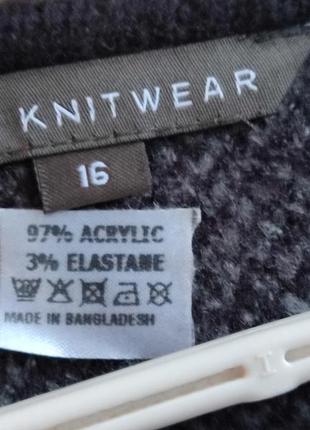 KNITWEAR
16
97% ACRYLIC
3% ELASTANE
MADE IN BANGLADESH